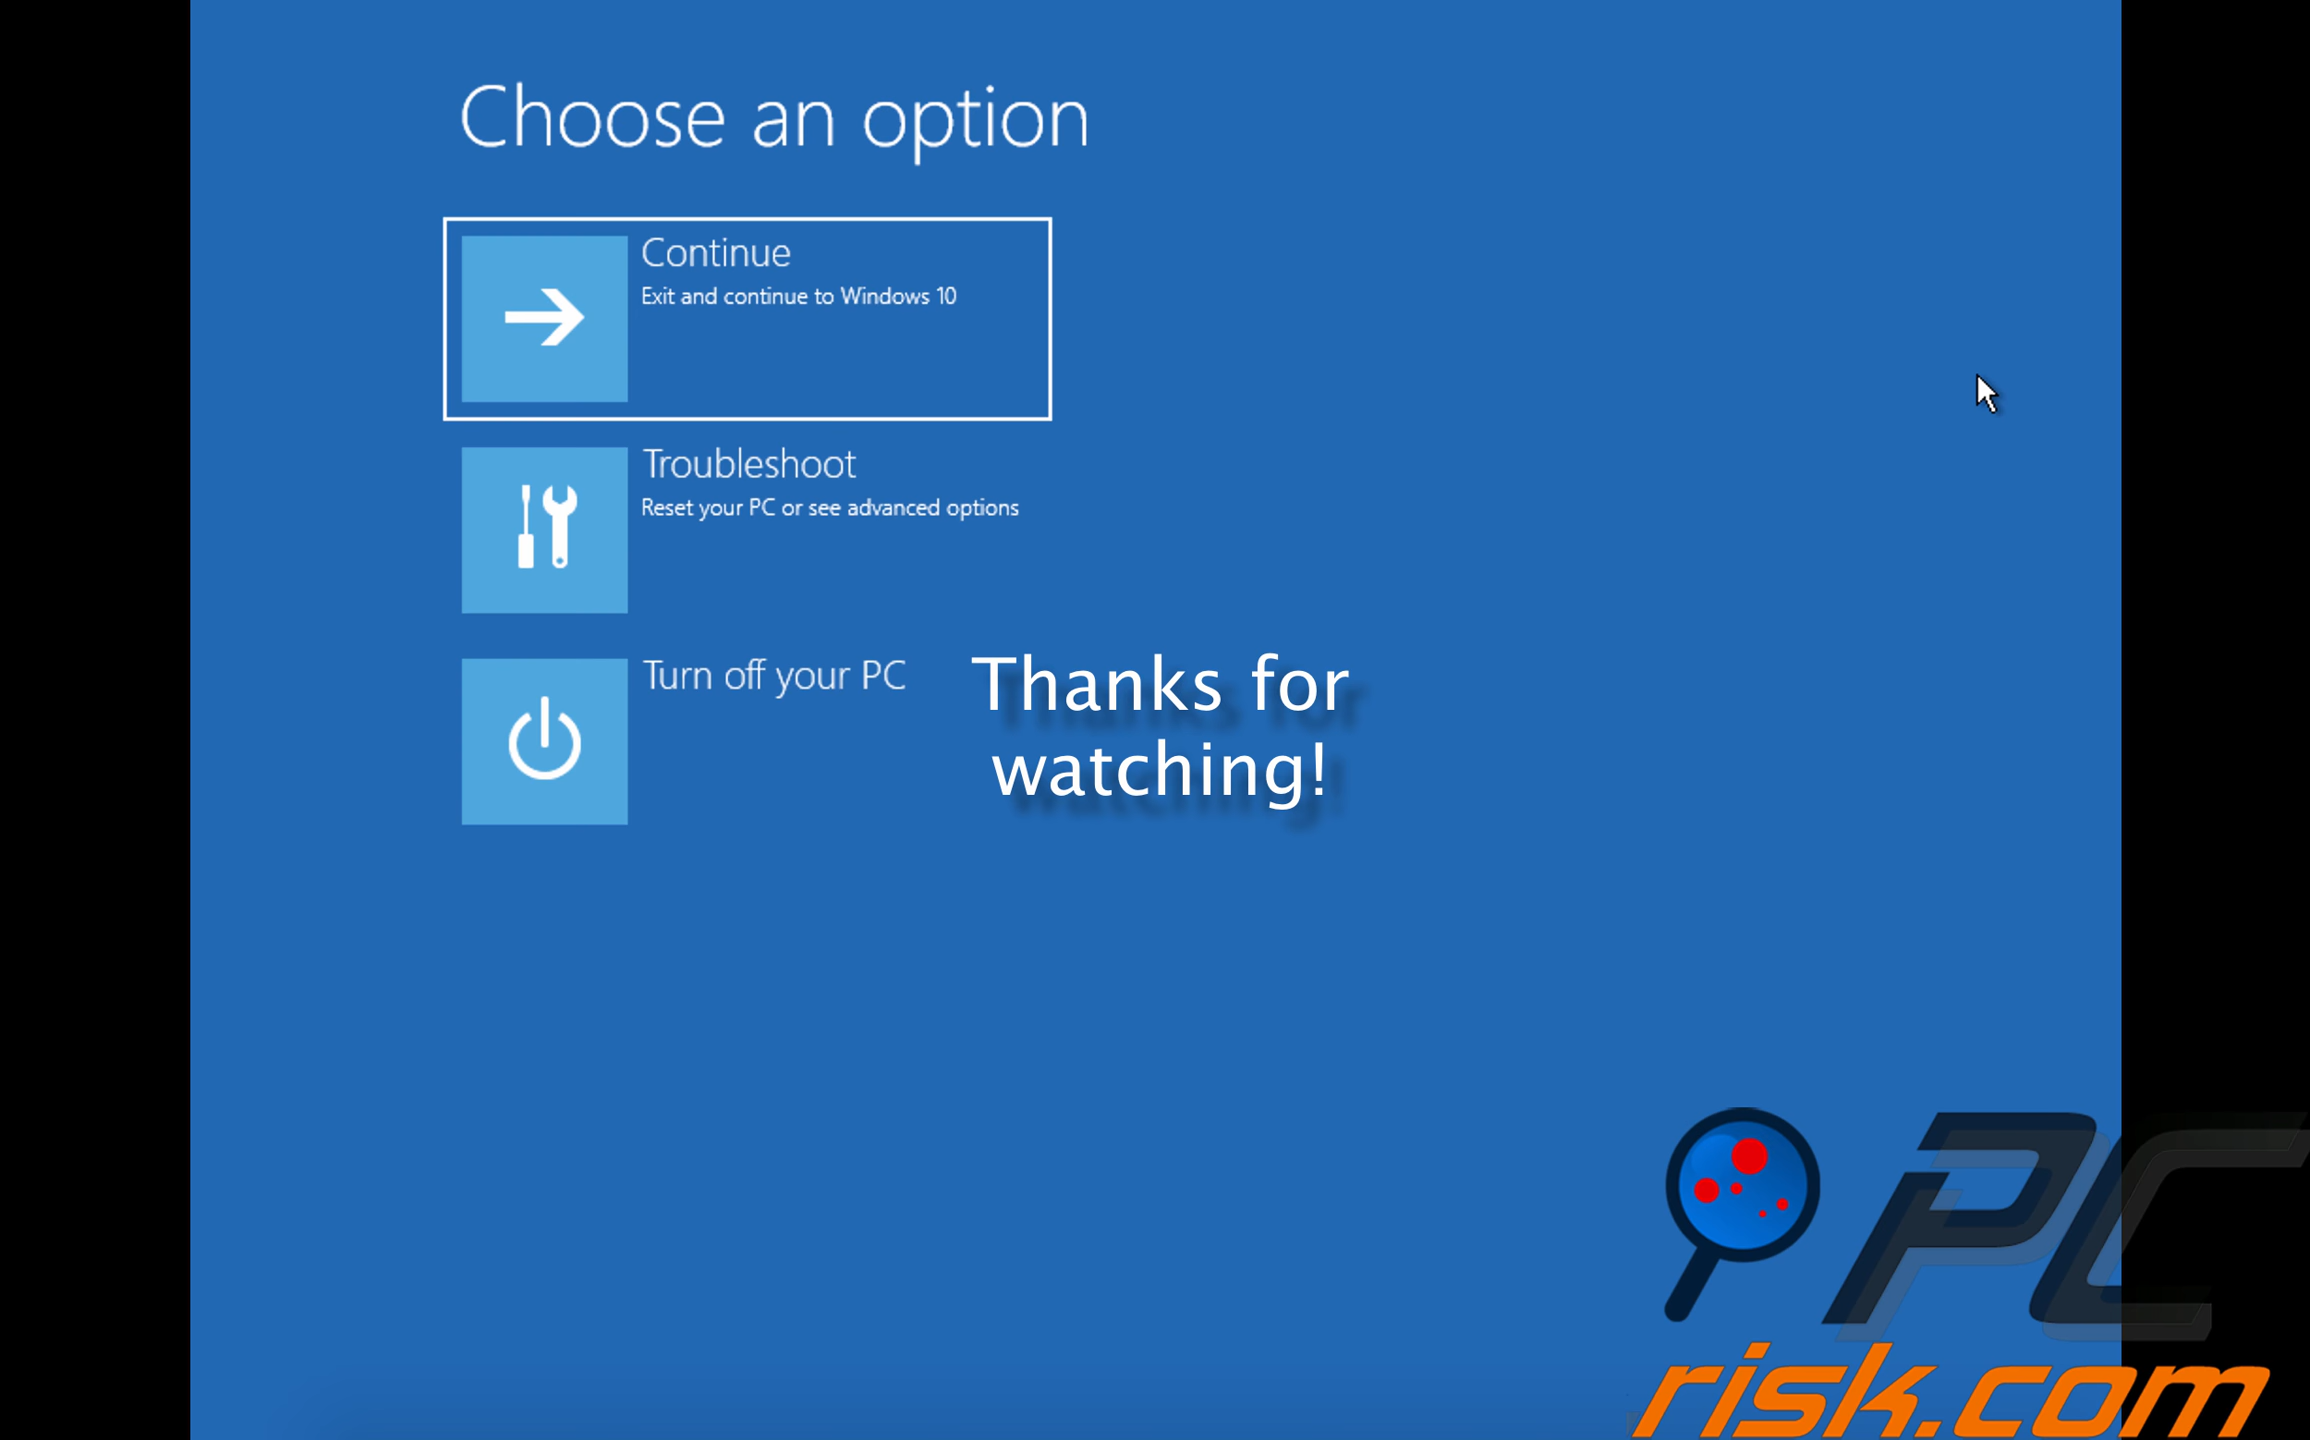 Choose an option
Continue
Exit and continue to Windows 10
Troubleshoot
Reset your PC or see advanced options
Turn off your PC
Thanks for
watching!
PC
risk.com